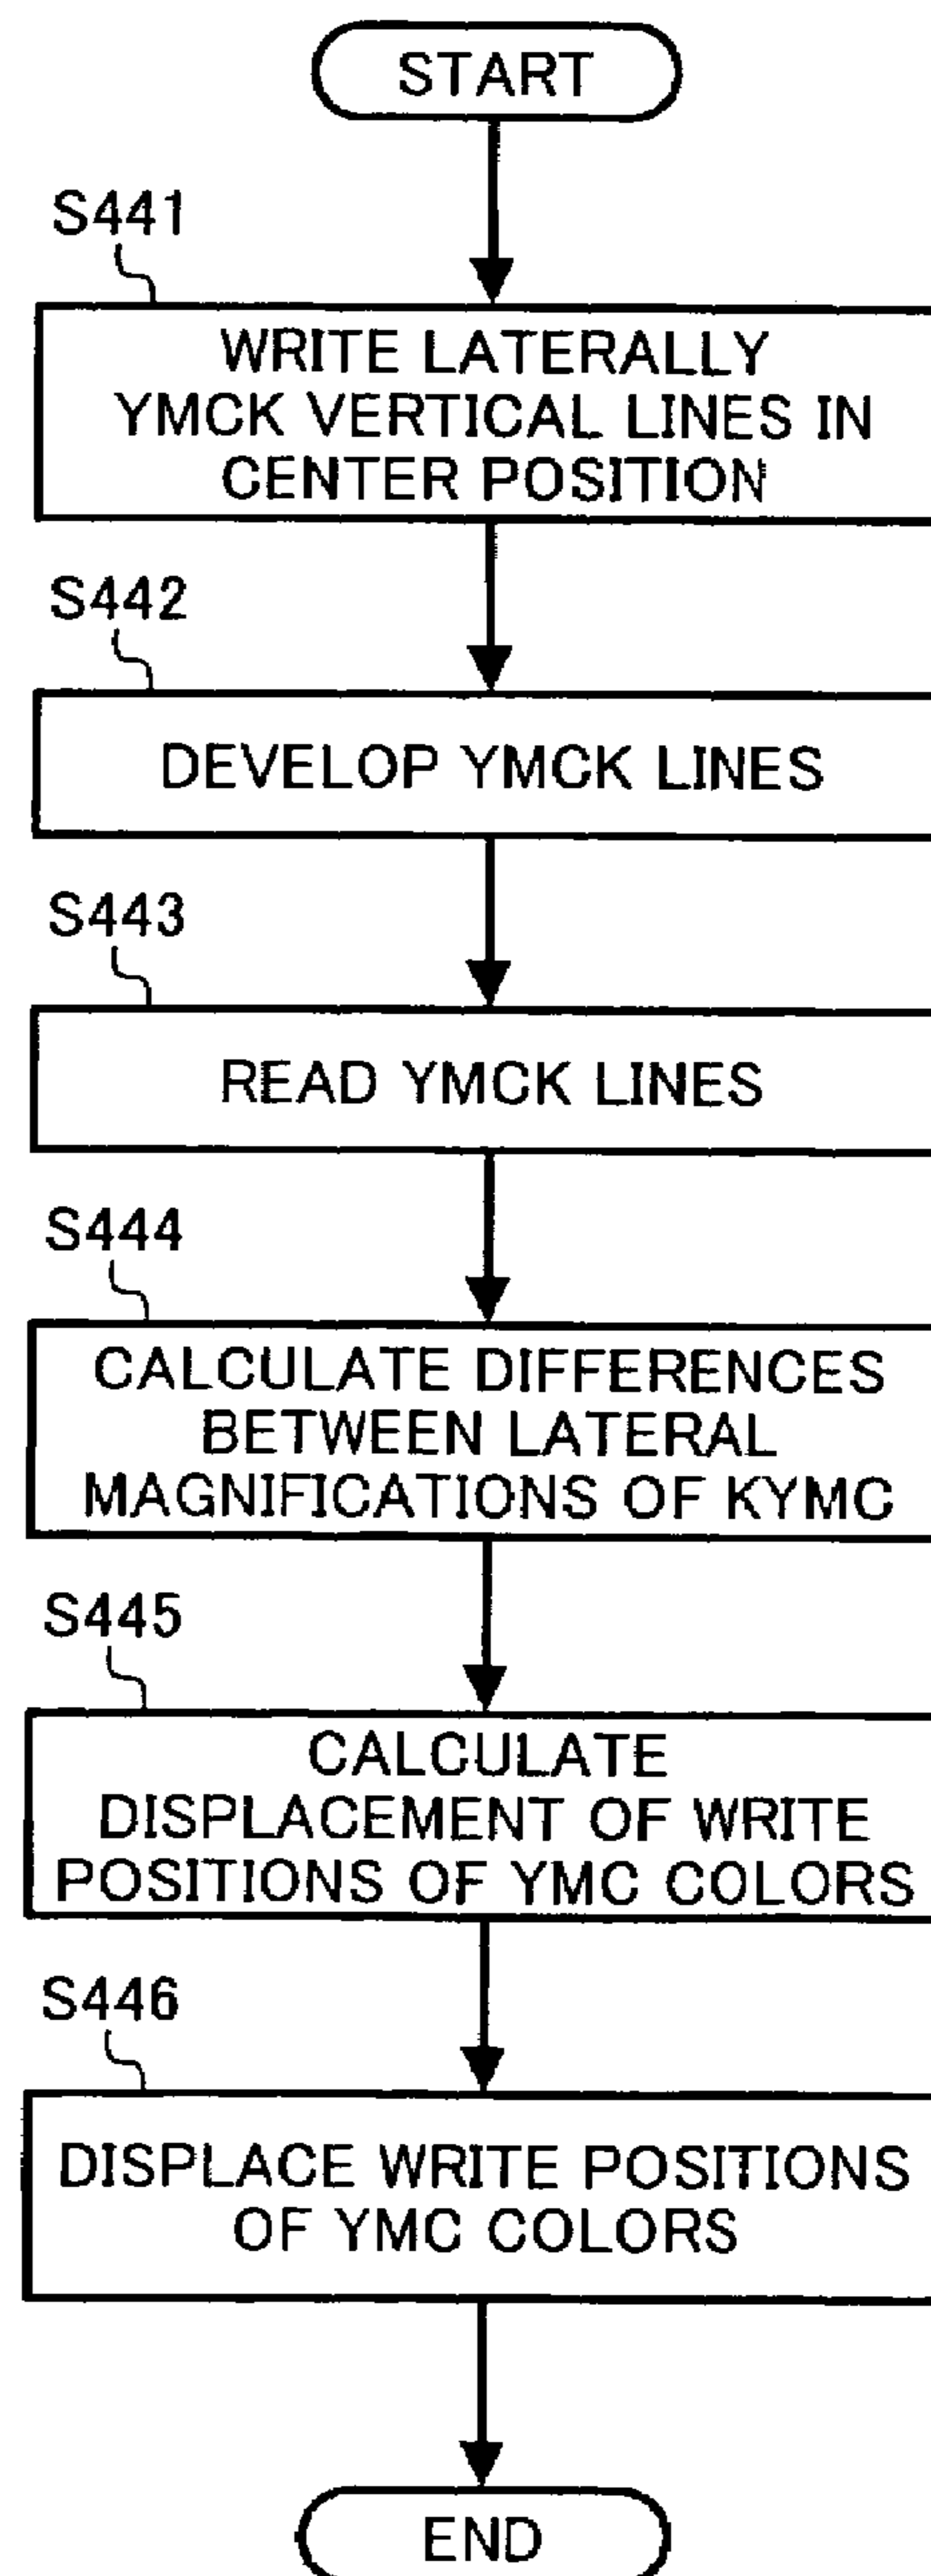 START
S441
WRITE LATERALLY
YMCK VERTICAL LINES IN
CENTER POSITION
S442
DEVELOP YMCK LINES
S443
READ YMCK LINES
S444
CALCULATE DIFFERENCES
BETWEEN LATERAL
MAGNIFICATIONS OF KYMC
S445
CALCULATE
DISPLACEMENT OF WRITE
POSITIONS OF YMC COLORS
S446
DISPLACE WRITE POSITIONS
OF YMC COLORS
END